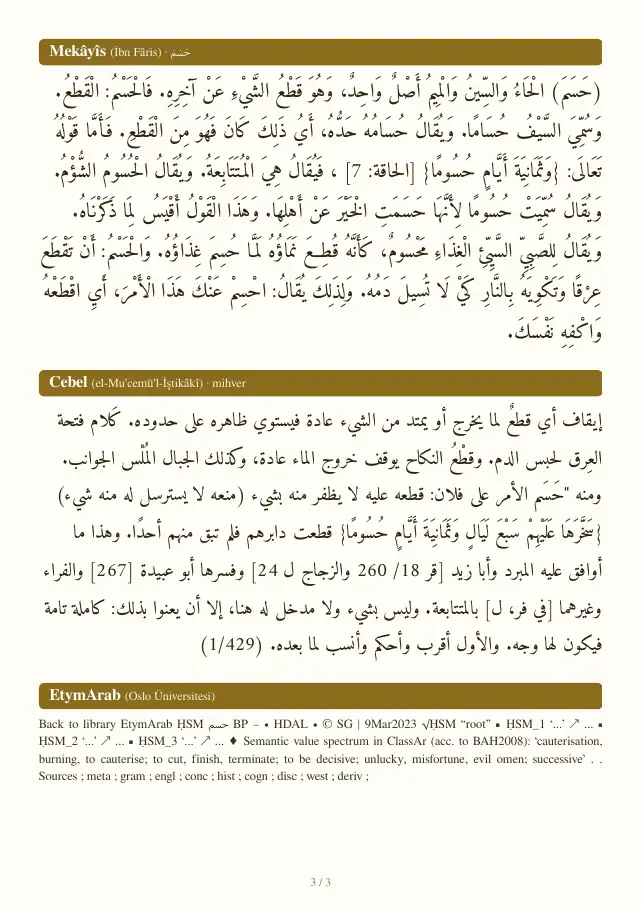 Mekâyîs (İbn Fâris) · حَسَمَ
(حَسَمَ) الْحَاءُ وَالسِّينُ وَالْمِيمُ أَصْلٌ وَاحِدٌ، وَهُوَ قَطْعُ الشَّيْءِ عَنْ آخِرِهِ. فَالْحَسْمُ: الْقَطْعُ.
وَسُمِّيَ السَّيْفُ حُسَامًا. وَيُقَالُ حُسَامُهُ حَدُّهُ، أَيُّ ذَلِكَ كَانَ فَهُوَ مِنَ الْقَطْعِ. فَأَمَّا قَوْلُهُ
تَعَالَى: {وَثَمَانِيَةَ أَيَّامٍ حُسُومًا} [الحاقة: 7] ، فَيُقَالُ هِيَ الْمُتَتَابِعَةُ. وَيُقَالُ الْحُسُومُ الشُّؤْمُ.
وَيُقَالُ سُمِّيَتْ حُسُومًا لِأَنَّهَا حَسَمَتِ الْخَيْرَ عَنْ أَهْلِهَا. وَهَذَا الْقَوْلُ أَقْيَسُ لِمَا ذَكَرْنَاهُ.
وَيُقَالُ لِلصَّبِيِّ السَّيِّئِ الْغِذَاءِ مَحْسُومٌ، كَأَنَّهُ قُطِعَ نَمَاؤُهُ لَمَّا حُسِمَ غِذَاؤُهُ. وَالْحَسْمُ: أَنْ تَقْطَعَ
عِرْقًا وَتَكْوِيَهُ بِالنَّارِ كَيْ لَا تُسِيلَ دَمُهُ. وَلِذَلِكَ يُقَالُ: احْسِمْ عَنْكَ هَذَا الْأَمْرَ، أَيِ اقْطَعْهُ
وَاكْفِهِ نَفْسَكَ.
Cebel (el-Mu'cemü'l-İştikâkî) · mihver
إيقاف أي قطعٌ لما يخرج أو يمتد من الشيء عادة فيستوي ظاهره على حدوده. كَلام فتحة
العِرق لحبس الدم. وقطْعُ النكاح يوقف خروج الماء عادة، وكذلك الجبال المُلْس الجوانب.
ومنه "حَسَم الأمر على فلان: قطعه عليه لا يظفر منه بشيء (منعه لا يسترسل له منه شيء)
{سَخَّرَهَا عَلَيْهِمْ سَبْعَ لَيَالٍ وَثَمَانِيَةَ أَيَّامٍ حُسُومًا} قطعت دابرهم فلم تبق منهم أحدًا. وهذا ما
أوافق عليه المبرد وأبا زيد [قر 18/ 260 والزجاج ل 24] وفسرها أبو عبيدة [267] والفراء
وغيرهما [في فر، ل] بالمتتابعة. وليس بشيء ولا مدخل له هنا، إلا أن يعنوا بذلك: كاملة تامة
فيكون لها وجه. والأول أقرب وأحكم وأنسب لما بعده. (1/429)
EtymArab (Oslo Üniversitesi)
Back to library EtymArab ḤSM حسم BP – • HDAL • © SG | 9Mar2023 √ḤSM “root” ▪ ḤSM_1 ‘...’ ↗ ... ▪
ḤSM_2 ‘...’ ↗ ... ▪ ḤSM_3 ‘...’ ↗ ... ♦ Semantic value spectrum in ClassAr (acc. to BAH2008): ‘cauterisation,
burning, to cauterise; to cut, finish, terminate; to be decisive; unlucky, misfortune, evil omen; successive’ . .
Sources ; meta ; gram ; engl ; conc ; hist ; cogn ; disc ; west ; deriv ;
3 / 3